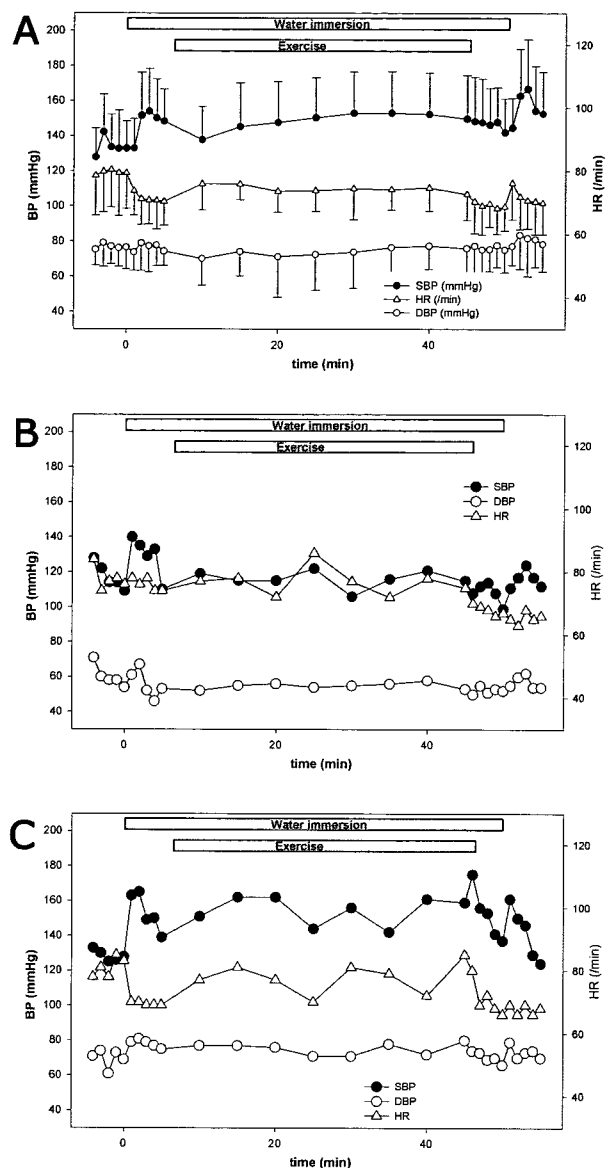 A
Water immersion
Exercise
200
180
160
140
120
100
80
60
40
BP (mmHg)
120
100
80
60
40
HR (/min)
SBP (mmHg)
HR (/min)
DBP (mmHg)
0
20
40
time (min)
B
Water immersion
Exercise
200
180
160
140
120
100
80
60
40
BP (mmHg)
120
100
80
60
40
HR (/min)
SBP
DBP
HR
0
20
40
time (min)
C
Water immersion
Exercise
200
180
160
140
120
100
80
60
40
BP (mmHg)
120
100
80
60
40
HR (/min)
SBP
DBP
HR
0
20
40
time (min)